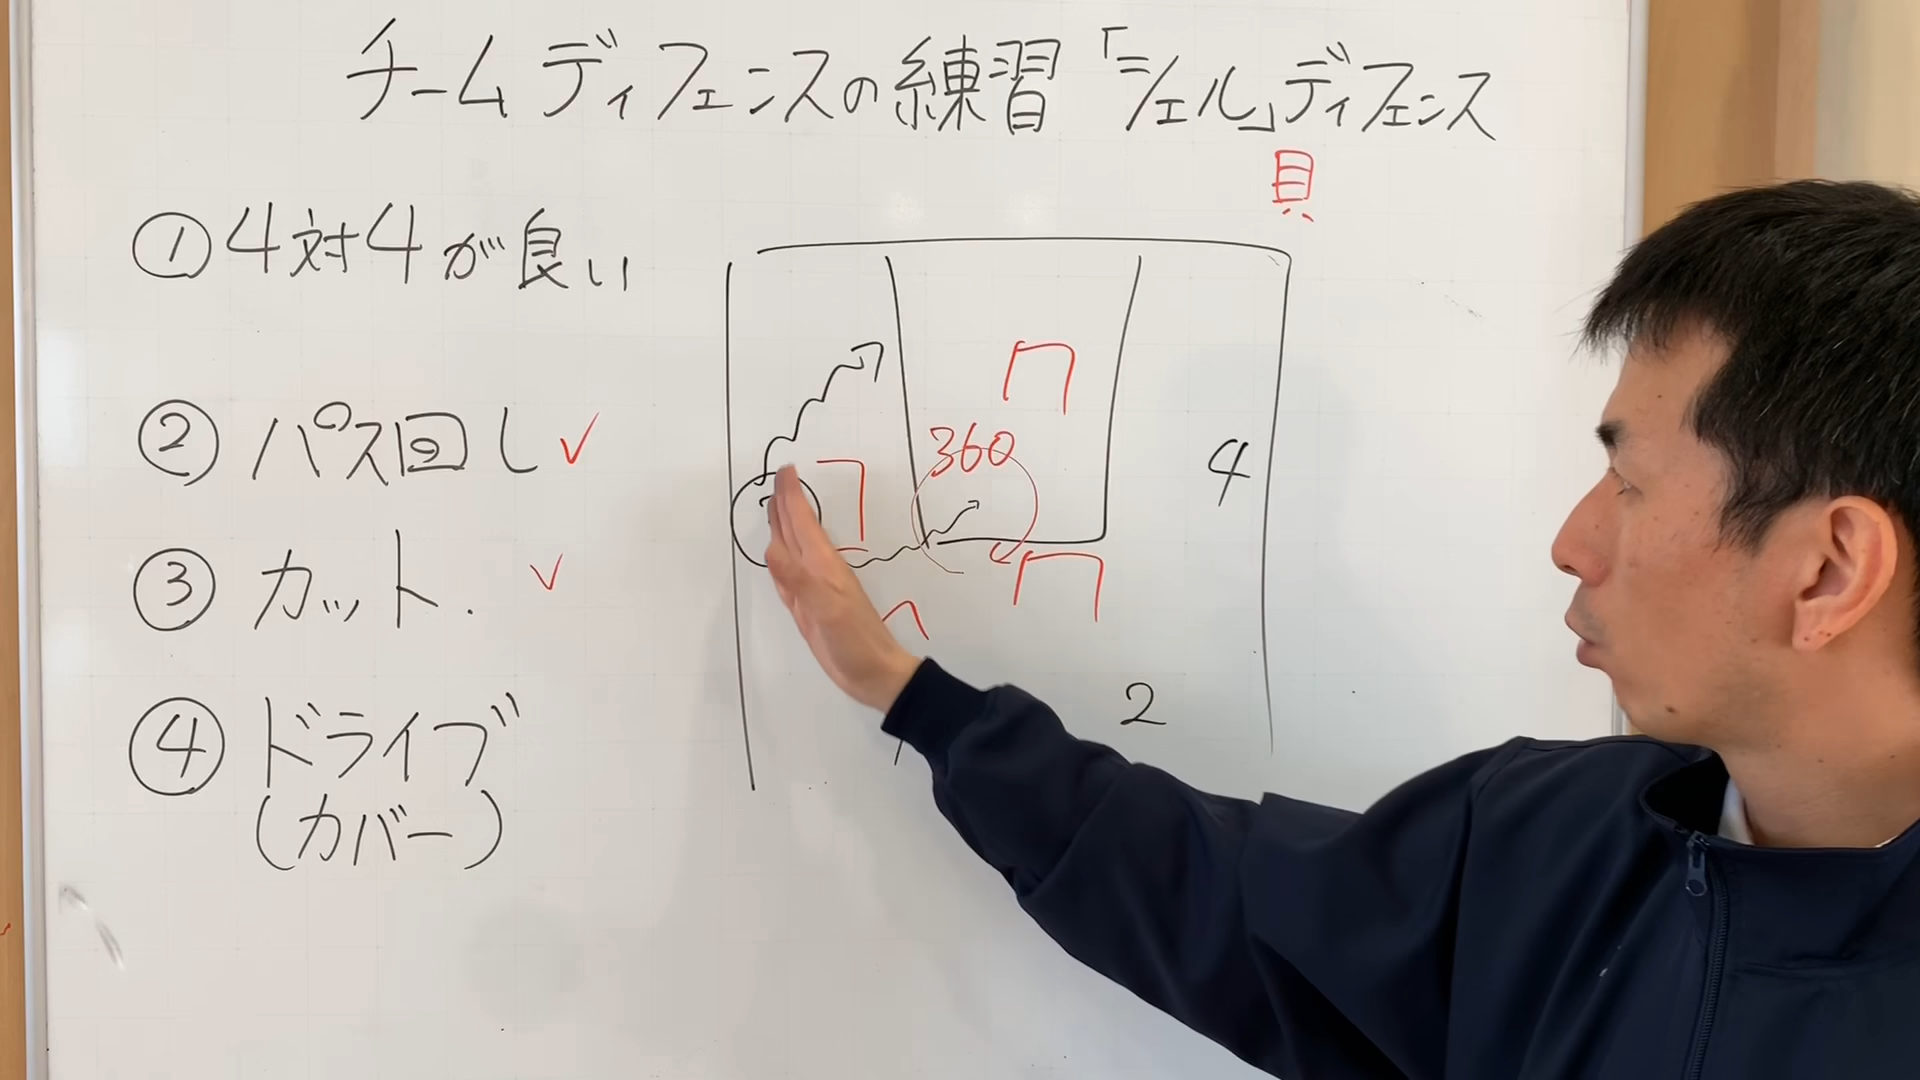 チームディフェンスの練習「シェル」ディフェンス
貝
①4対4が良い
②パス回し✓
③カット. ✓
④ドライブ
(カバー)
360
4
2